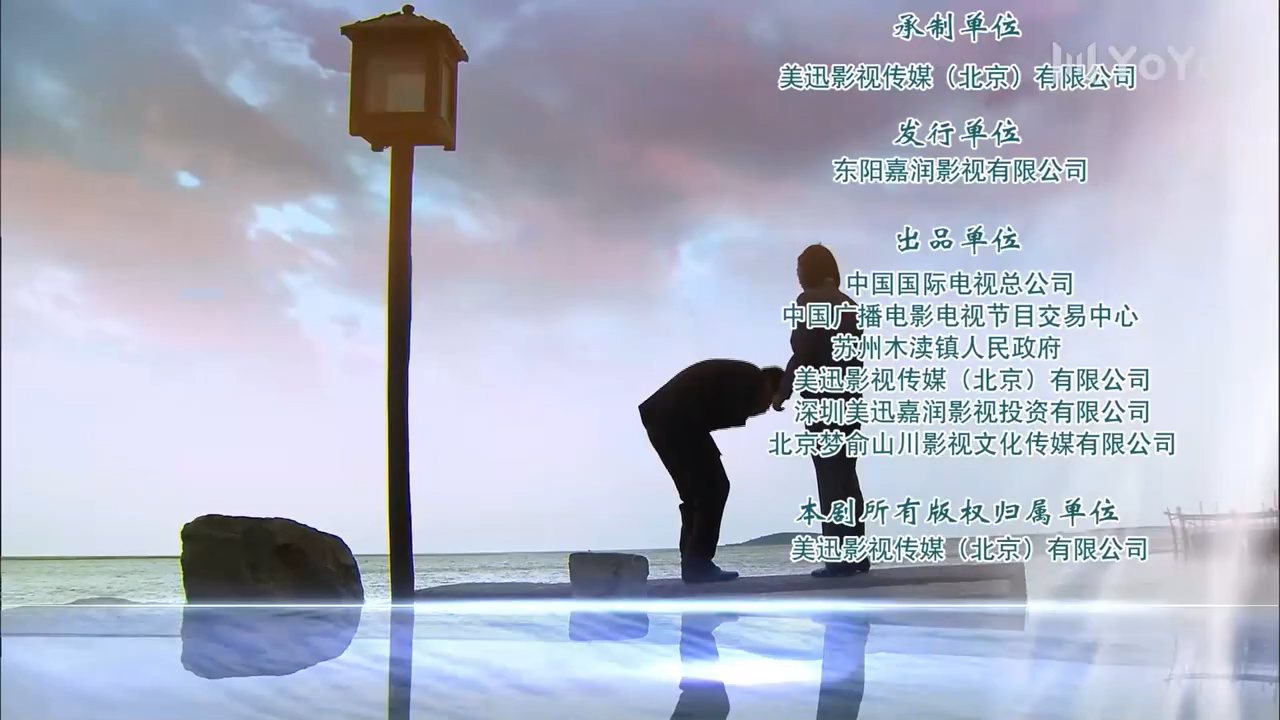 承制单位
YoYo
美迅影视传媒（北京）有限公司
发行单位
东阳嘉润影视有限公司
出品单位
中国国际电视总公司
中国广播电影电视节目交易中心
苏州木渎镇人民政府
美迅影视传媒（北京）有限公司
深圳美迅嘉润影视投资有限公司
北京梦俞山川影视文化传媒有限公司
本剧所有版权归属单位
美迅影视传媒（北京）有限公司